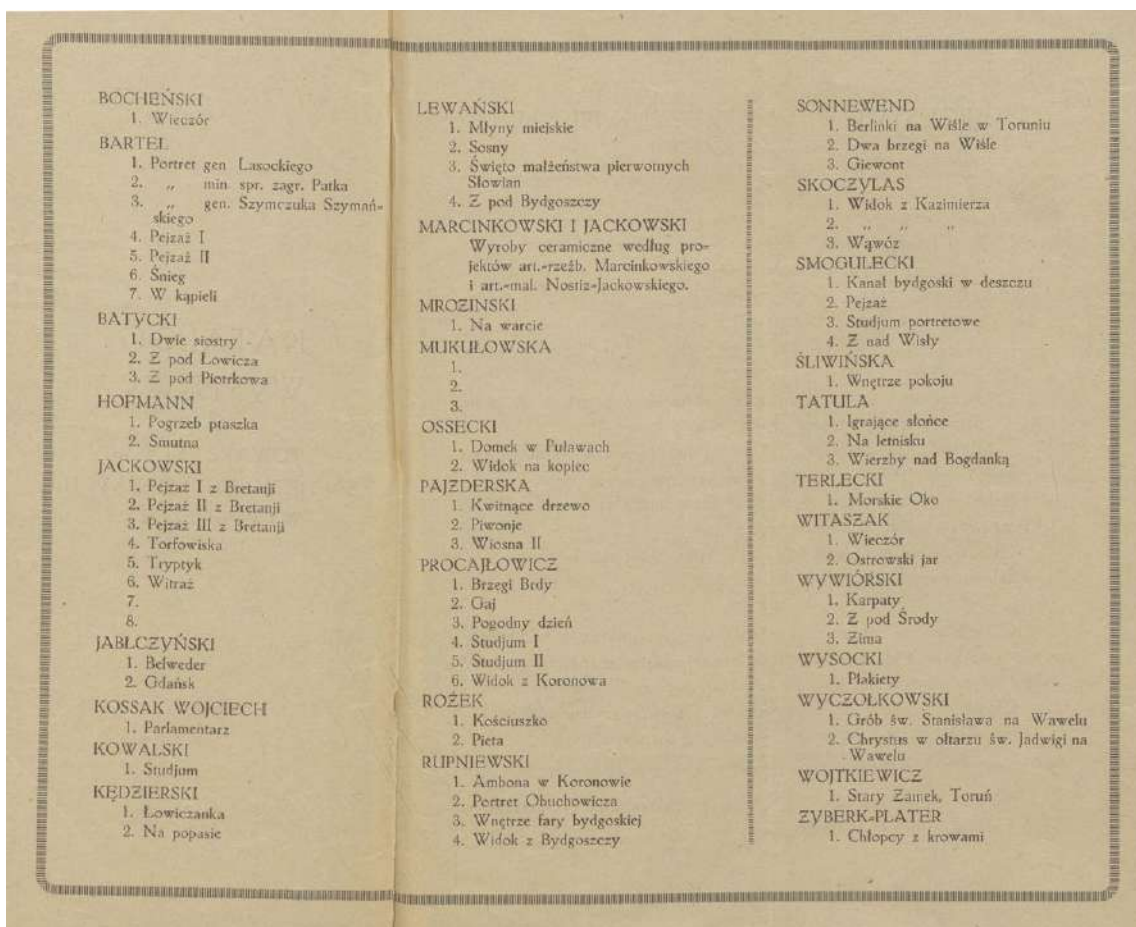 BOCHEŃSKI
1. Wieczór
BARTEL
1. Portret gen Lasockiego
2. „ min. spr. zagr. Patka
3. „ gen. Szymczuka Szymań-
skiego
4. Pejzaż I
5. Pejzaż II
6. Śnieg
7. W kąpieli
BATYCKI
1. Dwie siostry
2. Z pod Łowicza
3. Z pod Piotrkowa
HOFMANN
1. Pogrzeb ptaszka
2. Smutna
JACKOWSKI
1. Pejzaż I z Bretanji
2. Pejzaż II z Bretanji
3. Pejzaż III z Bretanji
4. Torfowiska
5. Tryptyk
6. Witraż
7.
8.
JABŁCZYŃSKI
1. Belweder
2. Gdańsk
KOSSAK WOJCIECH
1. Parlamentarz
KOWALSKI
1. Studjum
KĘDZIERSKI
1. Łowiczanka
2. Na popasie
LEWAŃSKI
1. Młyny miejskie
2. Sosny
3. Święto małżeństwa pierwotnych
Słowian
4. Z pod Bydgoszczy
MARCINKOWSKI I JACKOWSKI
Wyroby ceramiczne według pro-
jektów art.-rzeźb. Marcinkowskiego
i art.-mal. Nostiz-Jackowskiego.
MROZINSKI
1. Na warcie
MUKUŁOWSKA
1.
2.
3.
OSSECKI
1. Domek w Puławach
2. Widok na kopiec
PAJZDERSKA
1. Kwitnące drzewo
2. Piwonje
3. Wiosna II
PROCAJŁOWICZ
1. Brzegi Brdy
2. Gaj
3. Pogodny dzień
4. Studjum I
5. Studjum II
6. Widok z Koronowa
ROŻEK
1. Kościuszko
2. Pieta
RUPNIEWSKI
1. Ambona w Koronowie
2. Portret Obuchowicza
3. Wnętrze fary bydgoskiej
4. Widok z Bydgoszczy
SONNEWEND
1. Berlinki na Wiśle w Toruniu
2. Dwa brzegi na Wiśle
3. Giewont
SKOCZYLAS
1. Widok z Kazimierza
2. „ „ „
3. Wąwóz
SMOGULECKI
1. Kanał bydgoski w deszczu
2. Pejzaż
3. Studjum portretowe
4. Z nad Wisły
ŚLIWIŃSKA
1. Wnętrze pokoju
TATULA
1. Igrające słońce
2. Na letnisku
3. Wierzby nad Bogdanką
TERLECKI
1. Morskie Oko
WITASZAK
1. Wieczór
2. Ostrowski jar
WYWIÓRSKI
1. Karpaty
2. Z pod Środy
3. Zima
WYSOCKI
1. Plakiety
WYCZOŁKOWSKI
1. Grób św. Stanisława na Wawelu
2. Chrystus w ołtarzu św. Jadwigi na
Wawelu
WOJTKIEWICZ
1. Stary Zamek, Toruń
ZYBERK-PLATER
1. Chłopcy z krowami